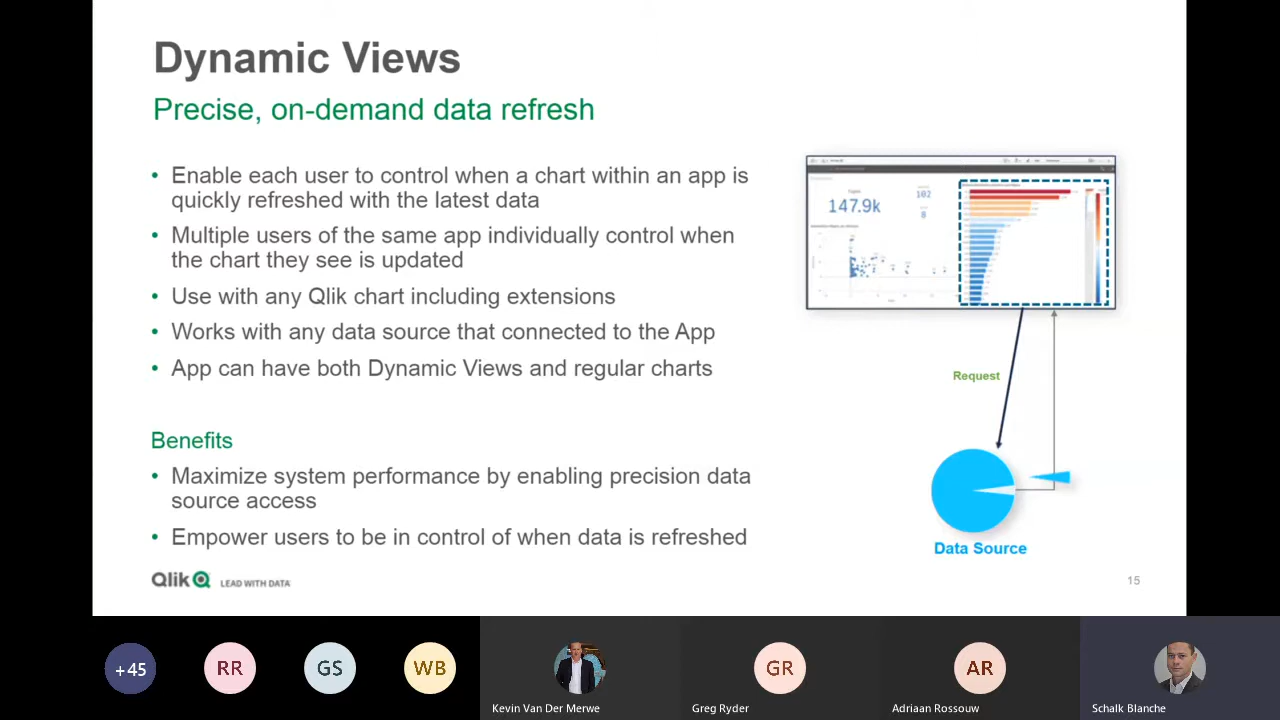 Dynamic Views
Precise, on-demand data refresh
• Enable each user to control when a chart within an app is
quickly refreshed with the latest data
• Multiple users of the same app individually control when
the chart they see is updated
• Use with any Qlik chart including extensions
• Works with any data source that connected to the App
• App can have both Dynamic Views and regular charts
Benefits
• Maximize system performance by enabling precision data
source access
• Empower users to be in control of when data is refreshed
147.9k
102
8
Request
Data Source
Qlik LEAD WITH DATA
15
+45
RR
GS
WB
GR
AR
Kevin Van Der Merwe
Greg Ryder
Adriaan Rossouw
Schalk Blanche